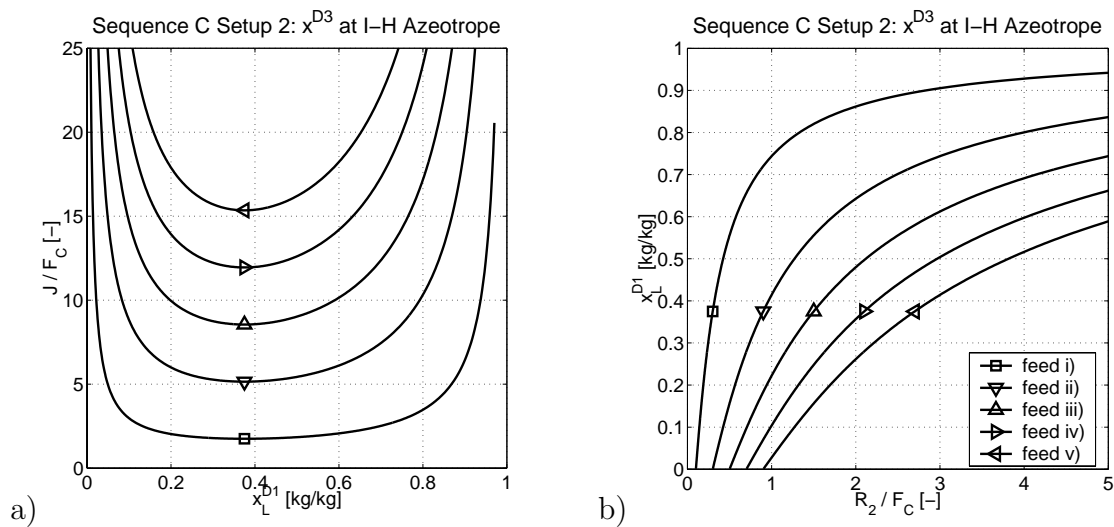 Sequence C Setup 2: x^D3 at I−H Azeotrope
25
20
15
10
5
0
J / F_C [−]
0 0.2 0.4 0.6 0.8 1
x_L^D1 [kg/kg]
a)
Sequence C Setup 2: x^D3 at I−H Azeotrope
1
0.9
0.8
0.7
0.6
0.5
0.4
0.3
0.2
0.1
0
x_L^D1 [kg/kg]
feed i)
feed ii)
feed iii)
feed iv)
feed v)
0 1 2 3 4 5
R_2 / F_C [−]
b)